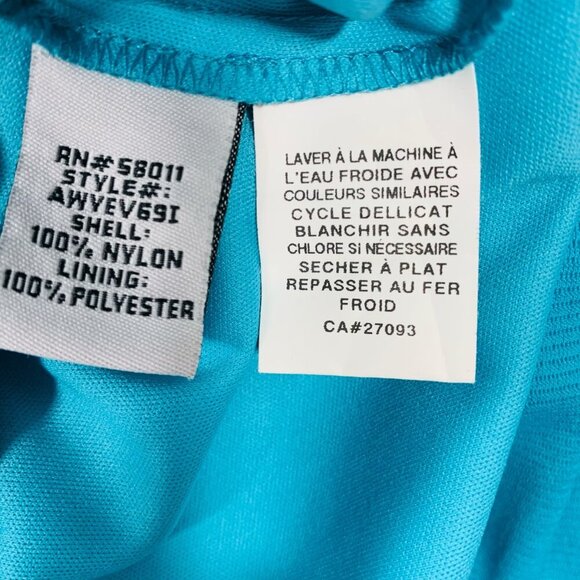 RN#58011
STYLE#:
AWYEV69I
SHELL:
100% NYLON
LINING:
100% POLYESTER
LAVER À LA MACHINE À
L'EAU FROIDE AVEC
COULEURS SIMILAIRES
CYCLE DELLICAT
BLANCHIR SANS
CHLORE Si NÉCESSAIRE
SECHER À PLAT
REPASSER AU FER
FROID
CA#27093